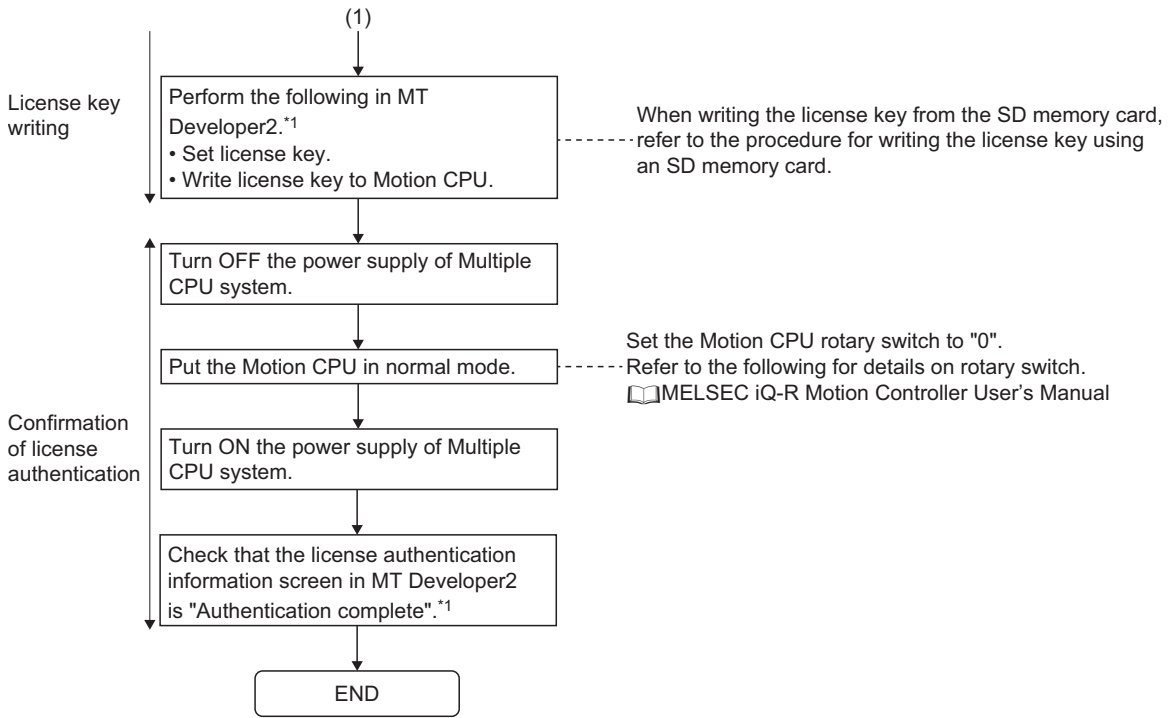 (1)
License key
writing
Perform the following in MT
Developer2.*1
• Set license key.
• Write license key to Motion CPU.
When writing the license key from the SD memory card,
refer to the procedure for writing the license key using
an SD memory card.
Turn OFF the power supply of Multiple
CPU system.
Put the Motion CPU in normal mode.
Set the Motion CPU rotary switch to "0".
Refer to the following for details on rotary switch.
MELSEC iQ-R Motion Controller User's Manual
Confirmation
of license
authentication
Turn ON the power supply of Multiple
CPU system.
Check that the license authentication
information screen in MT Developer2
is "Authentication complete".*1
END